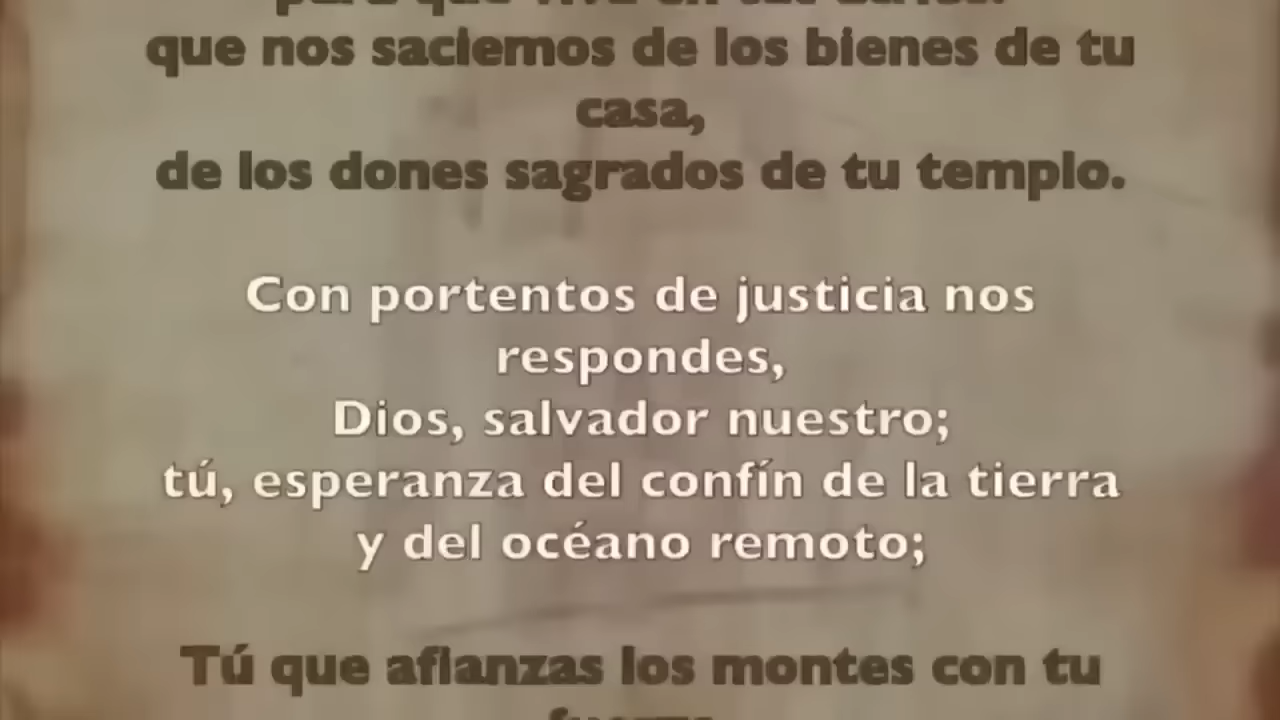 que nos saciemos de los bienes de tu
casa,
de los dones sagrados de tu templo.
Con portentos de justicia nos
respondes,
Dios, salvador nuestro;
tú, esperanza del confín de la tierra
y del océano remoto;
Tú que afianzas los montes con tu